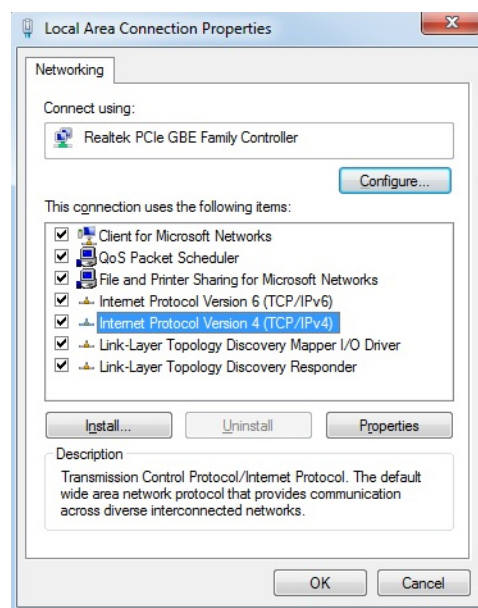 Local Area Connection Properties
Networking
Connect using:
Realtek PCIe GBE Family Controller
Configure...
This connection uses the following items:
Client for Microsoft Networks
QoS Packet Scheduler
File and Printer Sharing for Microsoft Networks
Internet Protocol Version 6 (TCP/IPv6)
Internet Protocol Version 4 (TCP/IPv4)
Link-Layer Topology Discovery Mapper I/O Driver
Link-Layer Topology Discovery Responder
Install...
Uninstall
Properties
Description
Transmission Control Protocol/Internet Protocol. The default
wide area network protocol that provides communication
across diverse interconnected networks.
OK
Cancel